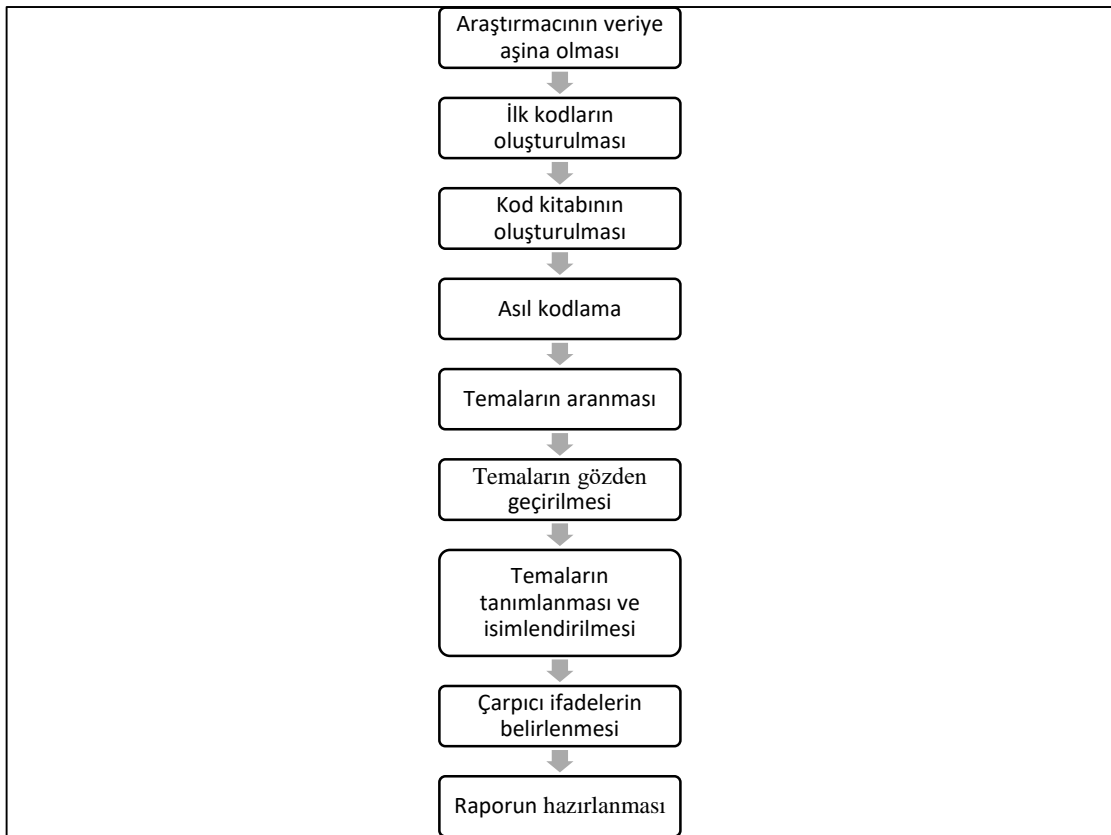 Araştırmacının veriye
aşina olması
İlk kodların
oluşturulması
Kod kitabının
oluşturulması
Asıl kodlama
Temaların aranması
Temaların gözden
geçirilmesi
Temaların
tanımlanması ve
isimlendirilmesi
Çarpıcı ifadelerin
belirlenmesi
Raporun hazırlanması